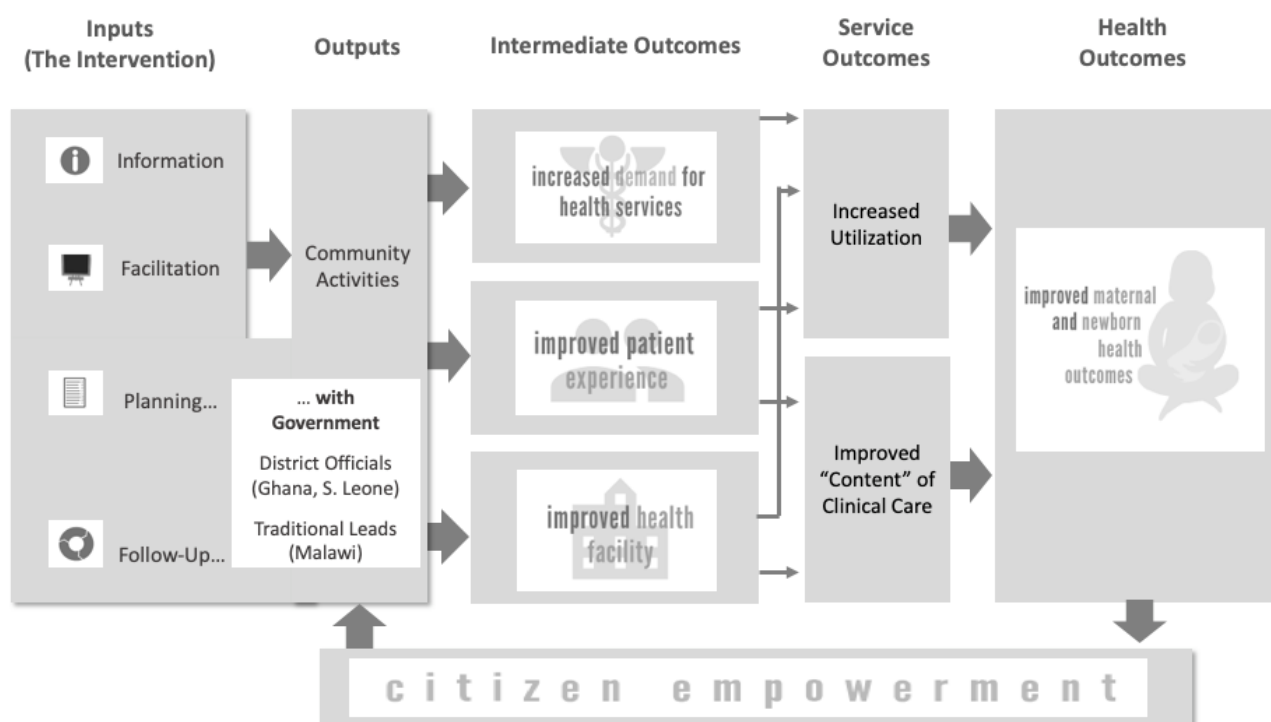 Inputs
(The Intervention)
Outputs
Intermediate Outcomes
Service
Outcomes
Health
Outcomes
Information
Facilitation
Planning...
Follow-Up...
Community
Activities
... with
Government
District Officials
(Ghana, S. Leone)
Traditional Leads
(Malawi)
increased demand for
health services
improved patient
experience
improved health
facility
Increased
Utilization
Improved
“Content” of
Clinical Care
improved maternal
and newborn
health
outcomes
citizen empowerment